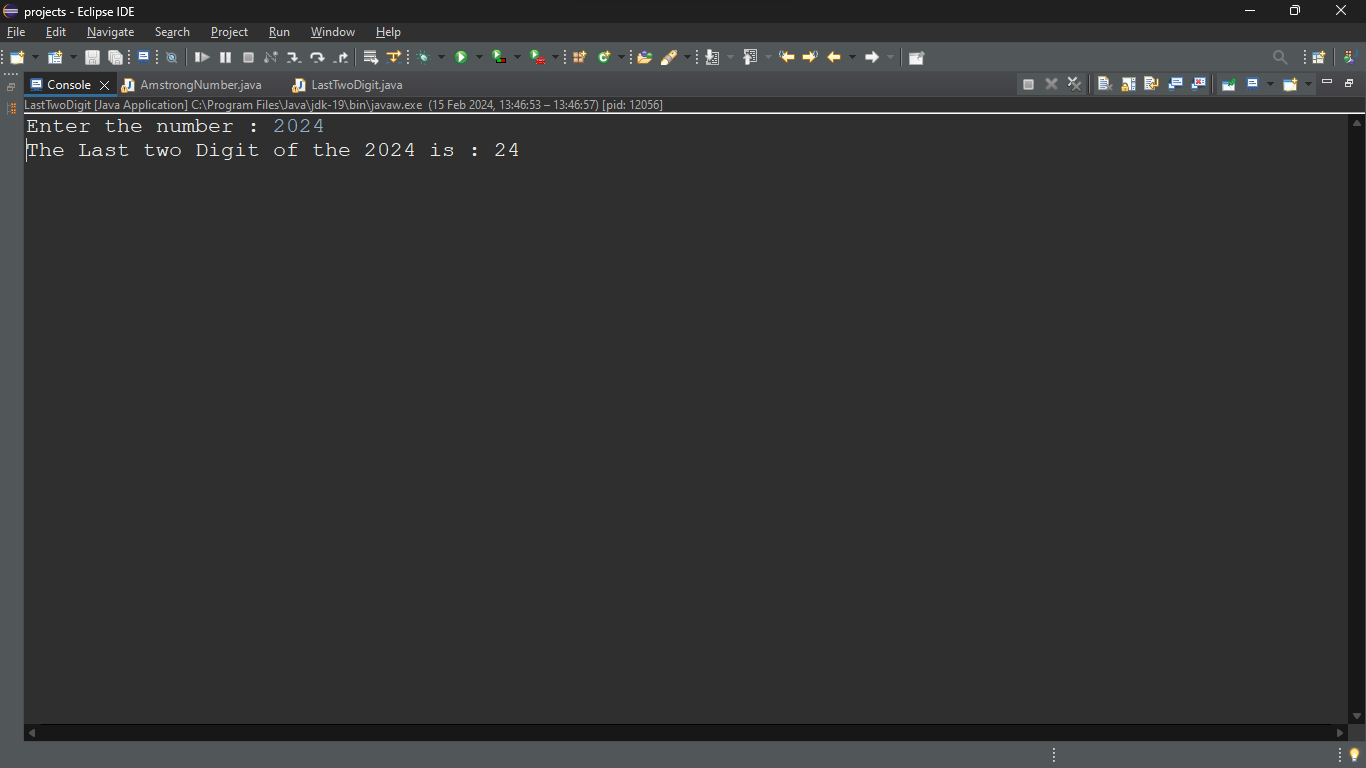 projects - Eclipse IDE
File Edit Navigate Search Project Run Window Help
Console AmstrongNumber.java LastTwoDigit.java
LastTwoDigit [Java Application] C:\Program Files\Java\jdk-19\bin\javaw.exe (15 Feb 2024, 13:46:53 – 13:46:57) [pid: 12056]
Enter the number : 2024
The Last two Digit of the 2024 is : 24